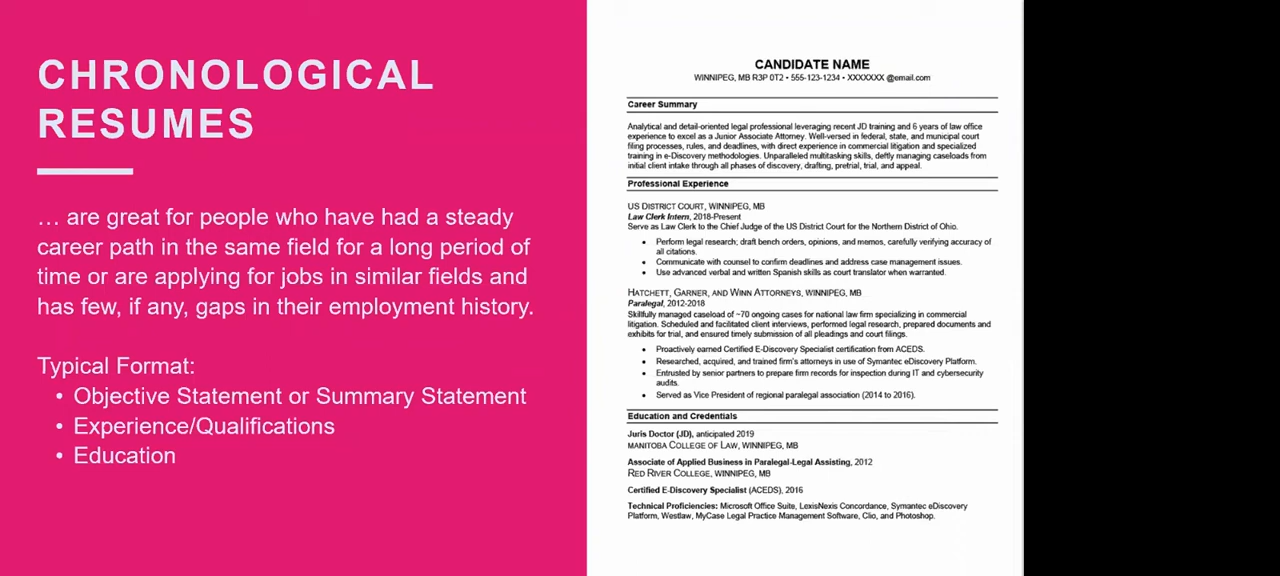 CHRONOLOGICAL
RESUMES
… are great for people who have had a steady
career path in the same field for a long period of
time or are applying for jobs in similar fields and
has few, if any, gaps in their employment history.
Typical Format:
• Objective Statement or Summary Statement
• Experience/Qualifications
• Education
CANDIDATE NAME
WINNIPEG, MB R3P 0T2 • 555-123-1234 • XXXXXXX @email.com
Career Summary
Analytical and detail-oriented legal professional leveraging recent JD training and 6 years of law office
experience to excel as a Junior Associate Attorney. Well-versed in federal, state, and municipal court
filing processes, rules, and deadlines, with direct experience in commercial litigation and specialized
training in e-Discovery methodologies. Unparalleled multitasking skills, deftly managing caseloads from
initial client intake through all phases of discovery, drafting, pretrial, trial, and appeal.
Professional Experience
US DISTRICT COURT, WINNIPEG, MB
Law Clerk Intern, 2018-Present
Serve as Law Clerk to the Chief Judge of the US District Court for the Northern District of Ohio.
• Perform legal research; draft bench orders, opinions, and memos, carefully verifying accuracy of
all citations.
• Communicate with counsel to confirm deadlines and address case management issues.
• Use advanced verbal and written Spanish skills as court translator when warranted.
HATCHETT, GARNER, AND WINN ATTORNEYS, WINNIPEG, MB
Paralegal, 2012-2018
Skillfully managed caseload of ~70 ongoing cases for national law firm specializing in commercial
litigation. Scheduled and facilitated client interviews, performed legal research, prepared documents and
exhibits for trial, and ensured timely submission of all pleadings and court filings.
• Proactively earned Certified E-Discovery Specialist certification from ACEDS.
• Researched, acquired, and trained firm's attorneys in use of Symantec eDiscovery Platform.
• Entrusted by senior partners to prepare firm records for inspection during IT and cybersecurity
audits.
• Served as Vice President of regional paralegal association (2014 to 2016).
Education and Credentials
Juris Doctor (JD), anticipated 2019
MANITOBA COLLEGE OF LAW, WINNIPEG, MB
Associate of Applied Business in Paralegal-Legal Assisting, 2012
RED RIVER COLLEGE, WINNIPEG, MB
Certified E-Discovery Specialist (ACEDS), 2016
Technical Proficiencies: Microsoft Office Suite, LexisNexis Concordance, Symantec eDiscovery
Platform, Westlaw, MyCase Legal Practice Management Software, Clio, and Photoshop.